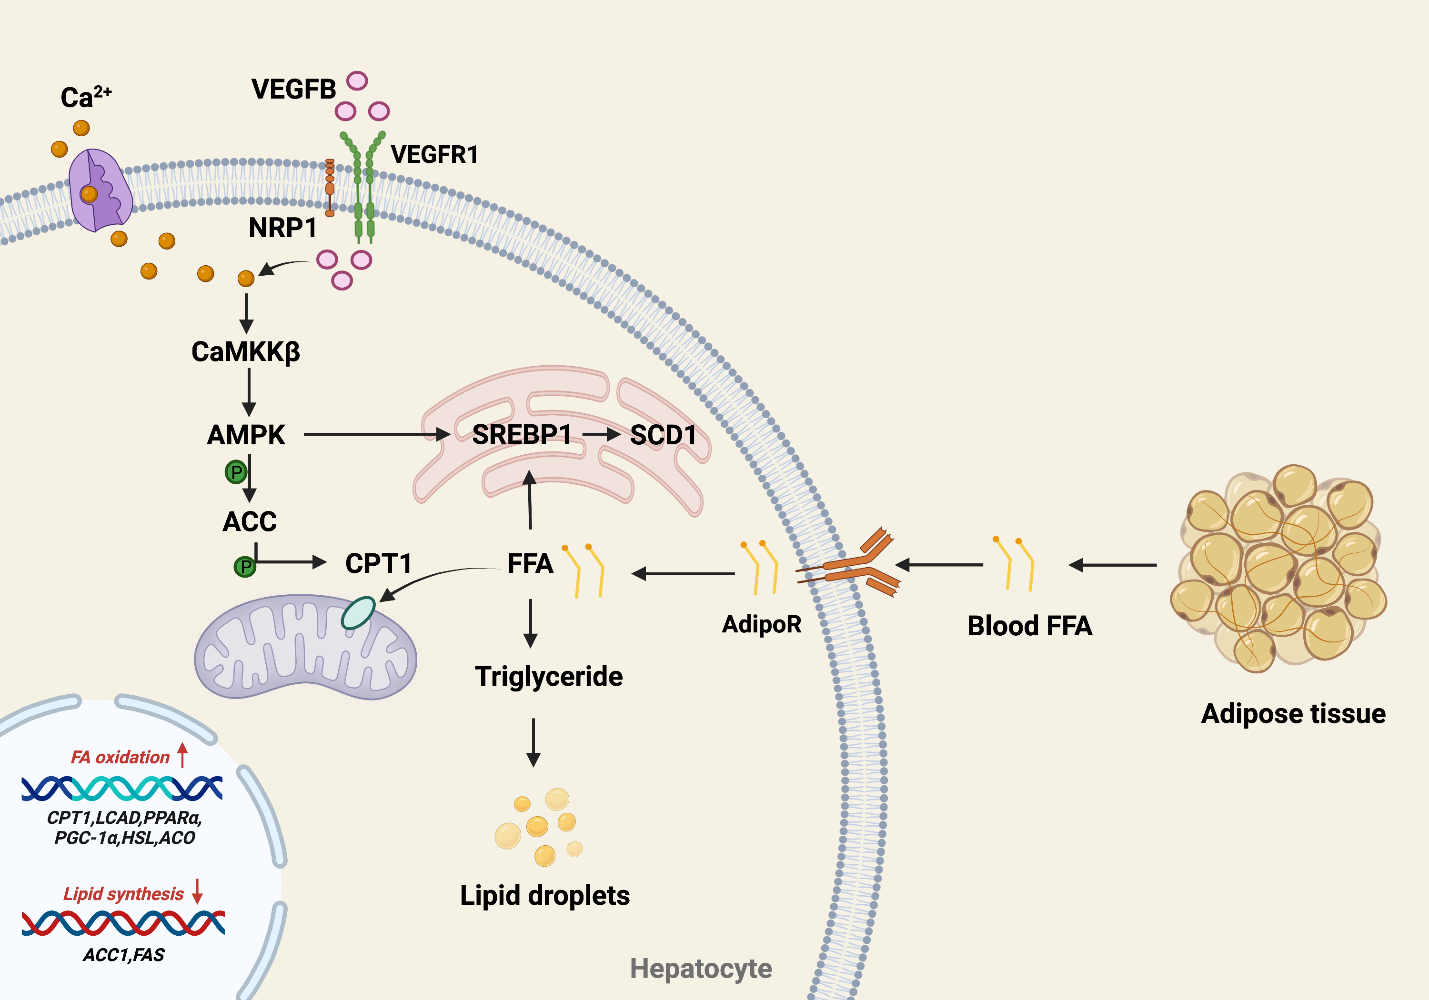 Ca²⁺
VEGFB
VEGFR1
NRP1
CaMKKβ
AMPK
SREBP1
SCD1
P
ACC
P
CPT1
FFA
AdipoR
Blood FFA
Triglyceride
Adipose tissue
Lipid droplets
FA oxidation
CPT1,LCAD,PPARα,
PGC-1α,HSL,ACO
Lipid synthesis
ACC1,FAS
Hepatocyte